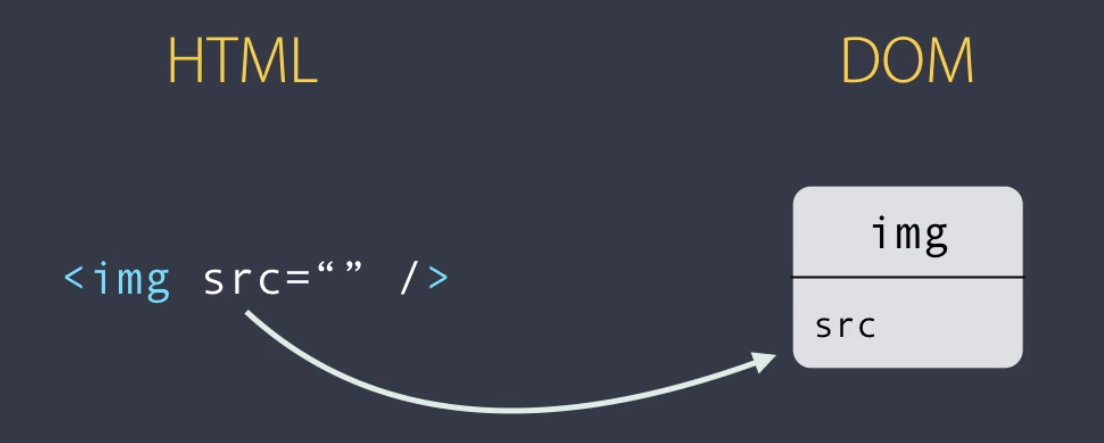 HTML
DOM
<img src=“” />
img
src